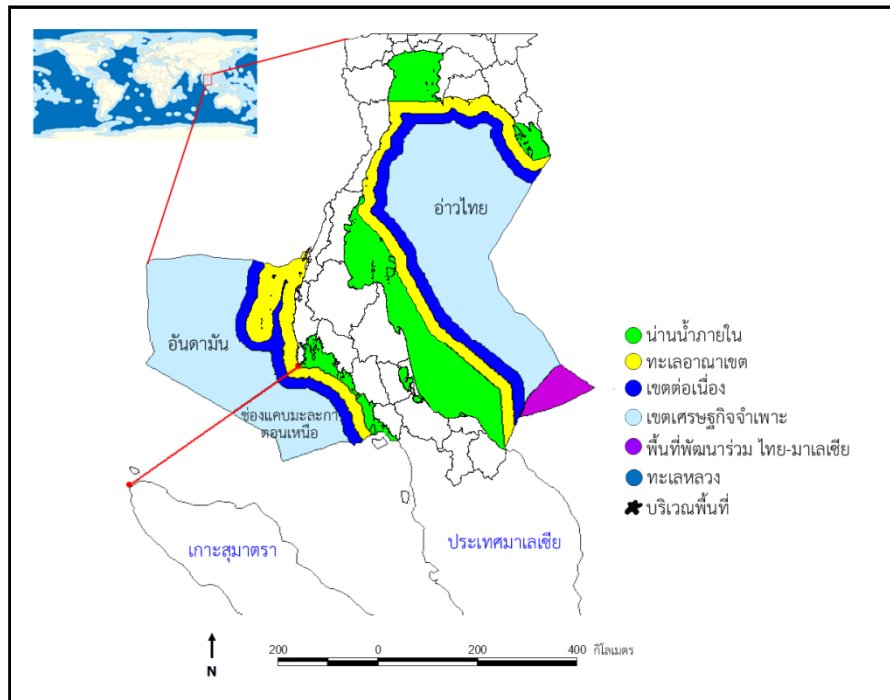 อ่าวไทย
อันดามัน
ช่องแคบมะละกา
ตอนเหนือ
น่านน้ำภายใน
ทะเลอาณาเขต
เขตต่อเนื่อง
เขตเศรษฐกิจจำเพาะ
พื้นที่พัฒนาร่วม ไทย-มาเลเซีย
ทะเลหลวง
บริเวณพื้นที่
เกาะสุมาตรา
ประเทศมาเลเซีย
N
200 0 200 400 กิโลเมตร